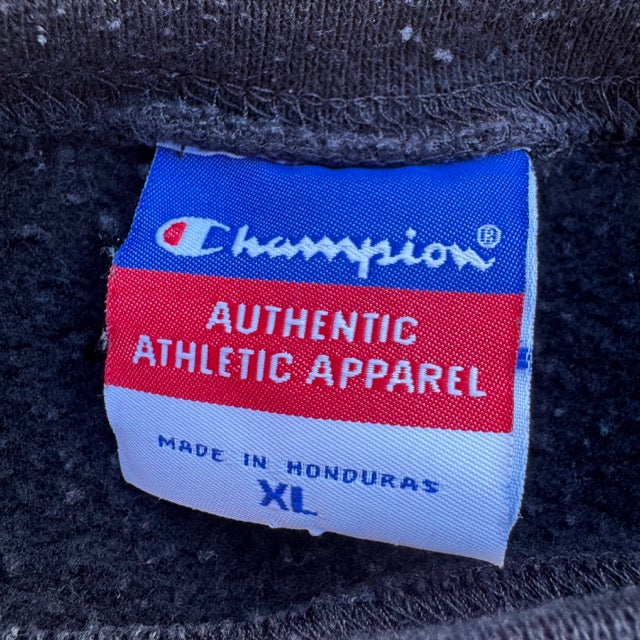 Champion®
AUTHENTIC
ATHLETIC APPAREL
MADE IN HONDURAS
XL